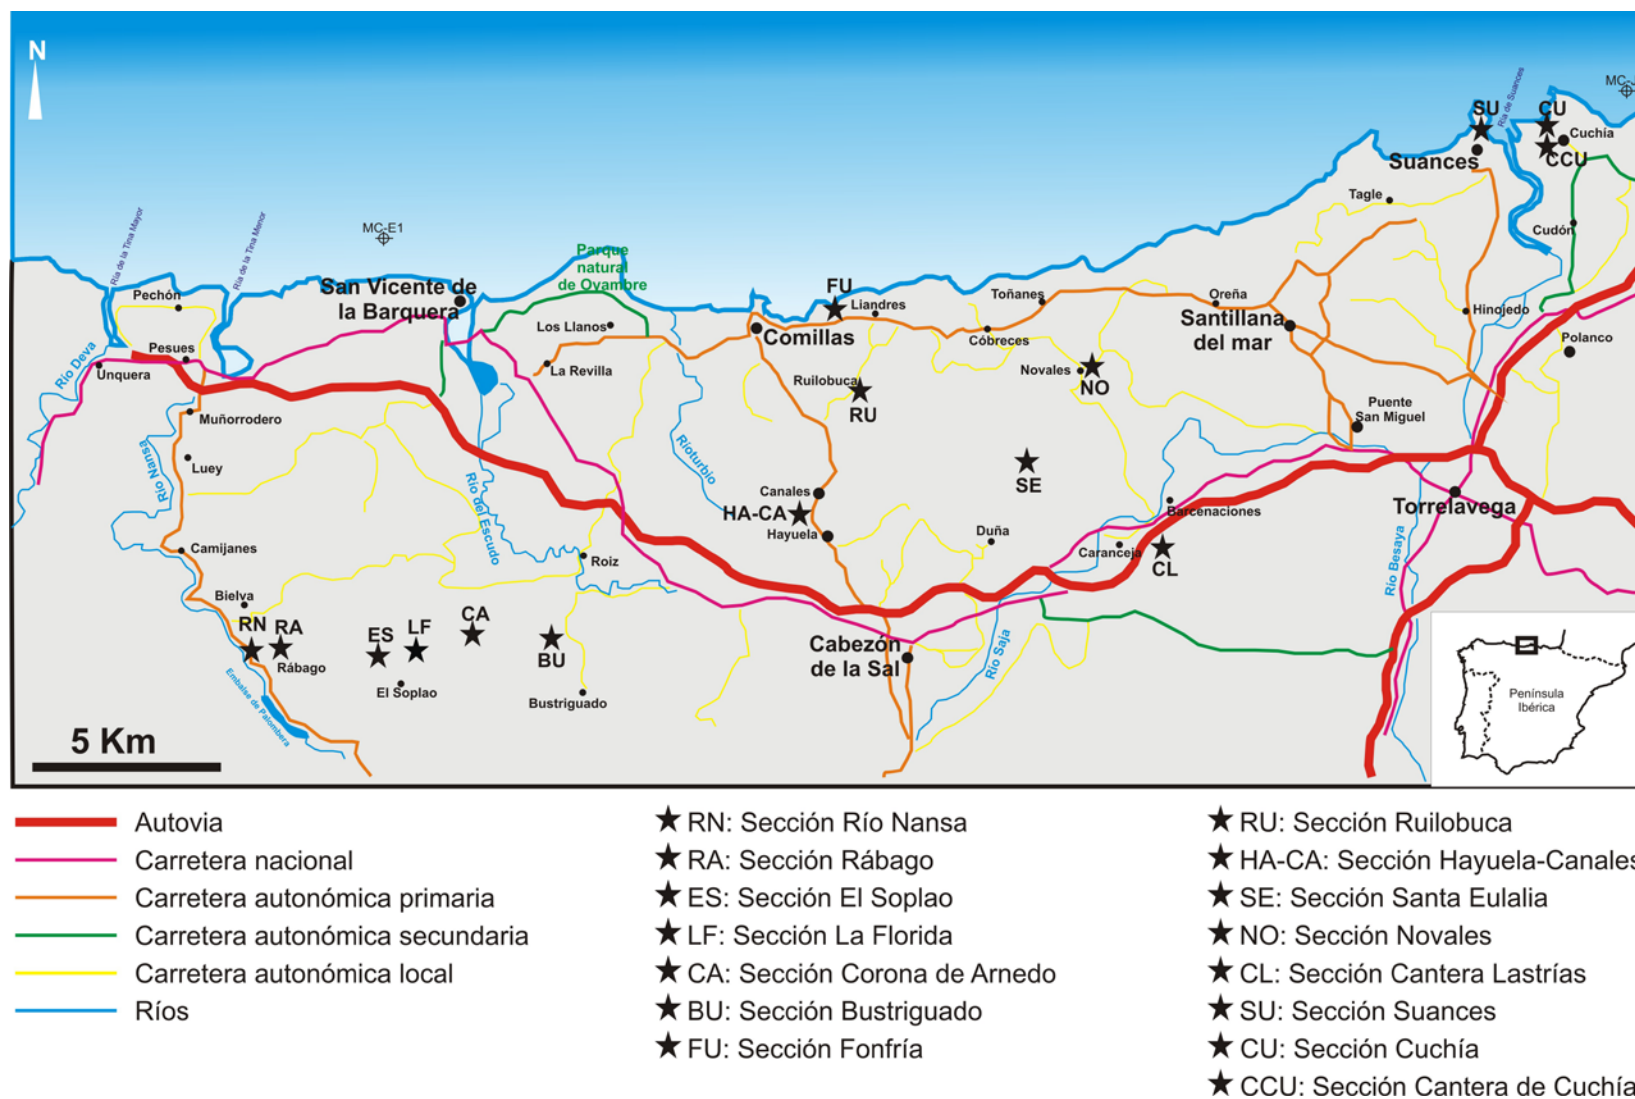 N
MC-J
Ría de Suances
SU
CU
Cuchía
CCU
Suances
Tagle
Cudón
Ría de la Tina Mayor
Ría de la Tina Menor
MC-E1
Parque
natural
de Oyambre
San Vicente de
la Barquera
Pechón
FU
Liandres
Toñanes
Oreña
Hinojedo
Los Llanos
Comillas
Cóbreces
Santillana
del mar
Polanco
Río Deva
Pesues
Unquera
La Revilla
Ruilobuca
RU
Novales
NO
Puente
San Miguel
Muñorrodero
Río Nansa
Luey
Río del Escudo
Rioturbio
SE
Canales
HA-CA
Hayuela
Duña
Barcenaciones
Caranceja
CL
Torrelavega
Río Besaya
Camijanes
Roiz
Bielva
RN
RA
Rábago
ES
LF
CA
BU
El Soplao
Bustriguado
Embalse de Palombera
Cabezón
de la Sal
Río Saja
Península
Ibérica
5 Km
Autovia
Carretera nacional
Carretera autonómica primaria
Carretera autonómica secundaria
Carretera autonómica local
Ríos
RN: Sección Río Nansa
RA: Sección Rábago
ES: Sección El Soplao
LF: Sección La Florida
CA: Sección Corona de Arnedo
BU: Sección Bustriguado
FU: Sección Fonfría
RU: Sección Ruilobuca
HA-CA: Sección Hayuela-Canales
SE: Sección Santa Eulalia
NO: Sección Novales
CL: Sección Cantera Lastrías
SU: Sección Suances
CU: Sección Cuchía
CCU: Sección Cantera de Cuchía